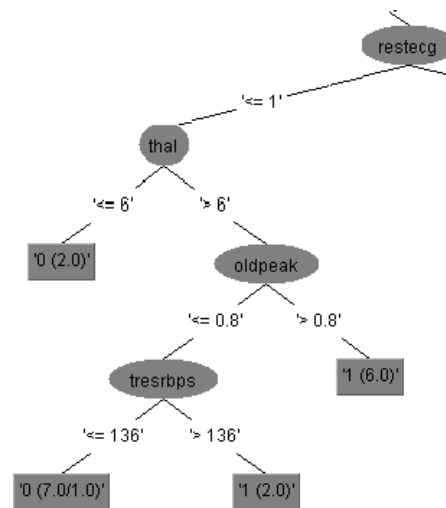 restecg
'<= 1'
thal
'<= 6' '> 6'
'0 (2.0)' oldpeak
'<= 0.8' '> 0.8'
tresrbps '1 (6.0)'
'<= 136' '> 136'
'0 (7.0/1.0)' '1 (2.0)'